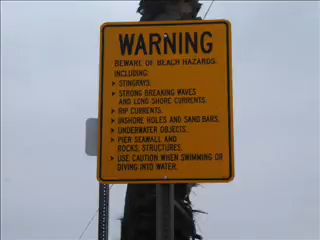 WARNING
BEWARE OF BEACH HAZARDS
INCLUDING:
> STINGRAYS.
> STRONG BREAKING WAVES
AND LONG SHORE CURRENTS.
> RIP CURRENTS.
> INSHORE HOLES AND SAND BARS.
> UNDERWATER OBJECTS.
> PIER SEAWALL AND
ROCKS, STRUCTURES.
> USE CAUTION WHEN SWIMMING OR
DIVING INTO WATER.